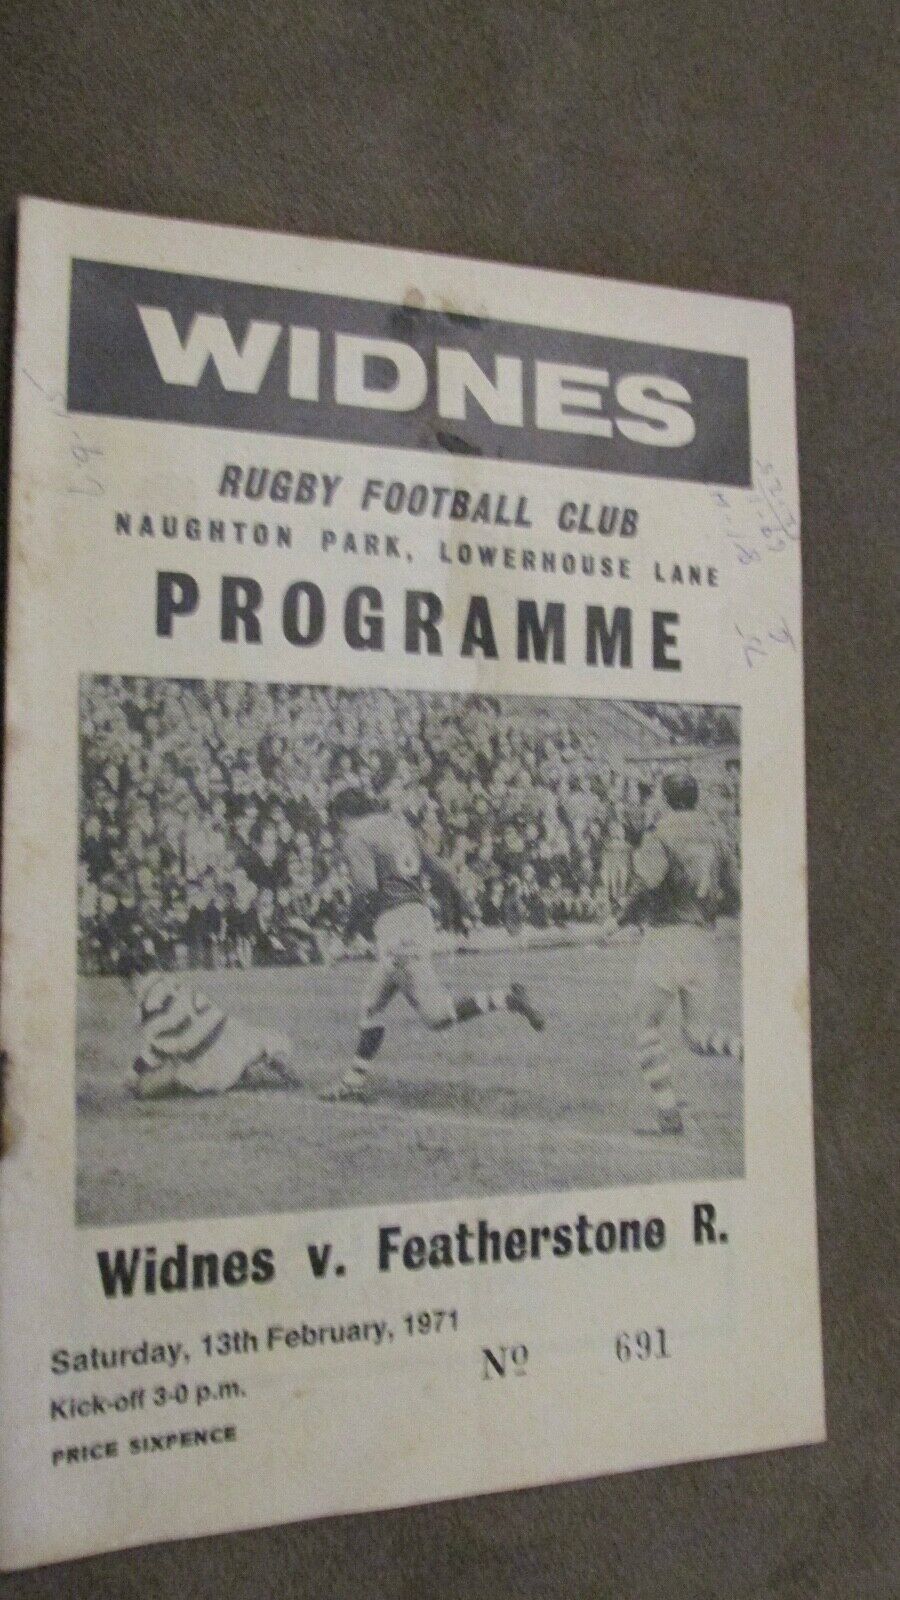 WIDNES
RUGBY FOOTBALL CLUB
NAUGHTON PARK, LOWERHOUSE LANE
PROGRAMME
Widnes v. Featherstone R.
Saturday, 13th February, 1971
Kick-off 3-0 p.m.
Nº 691
PRICE SIXPENCE